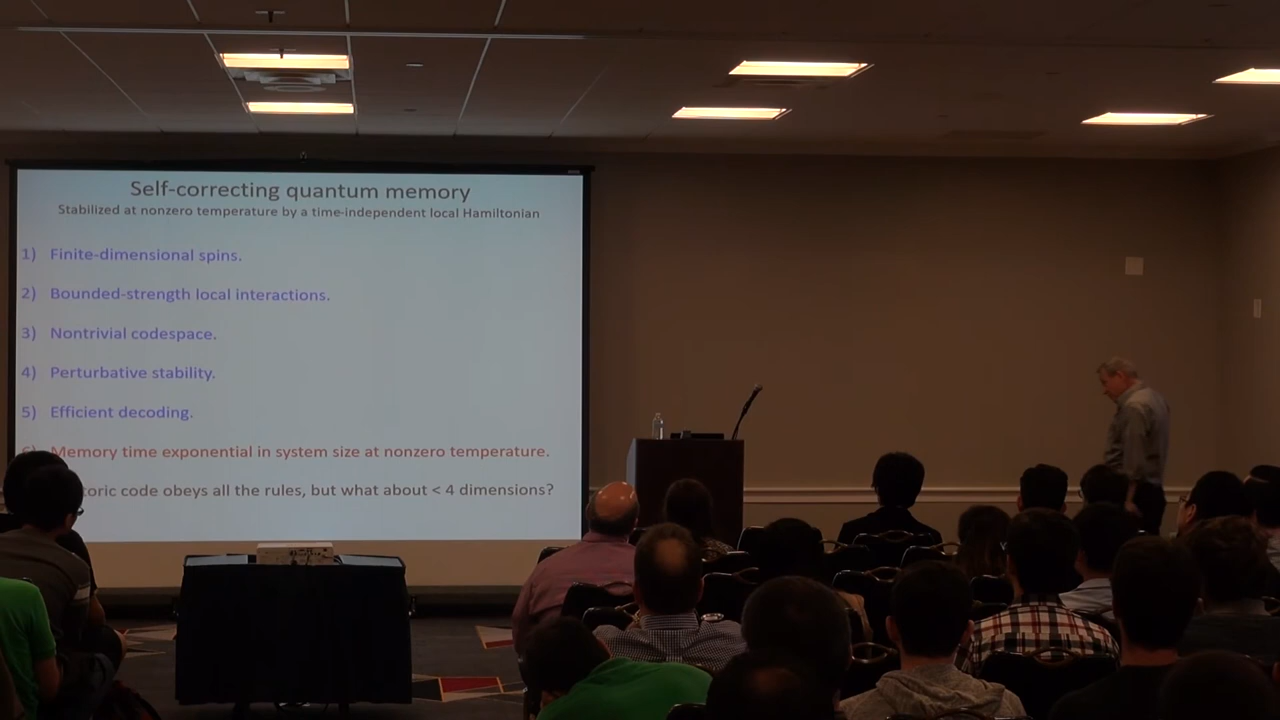 Self-correcting quantum memory
Stabilized at nonzero temperature by a time-independent local Hamiltonian
1) Finite-dimensional spins.
2) Bounded-strength local interactions.
3) Nontrivial codespace.
4) Perturbative stability.
5) Efficient decoding.
6) Memory time exponential in system size at nonzero temperature.
toric code obeys all the rules, but what about < 4 dimensions?